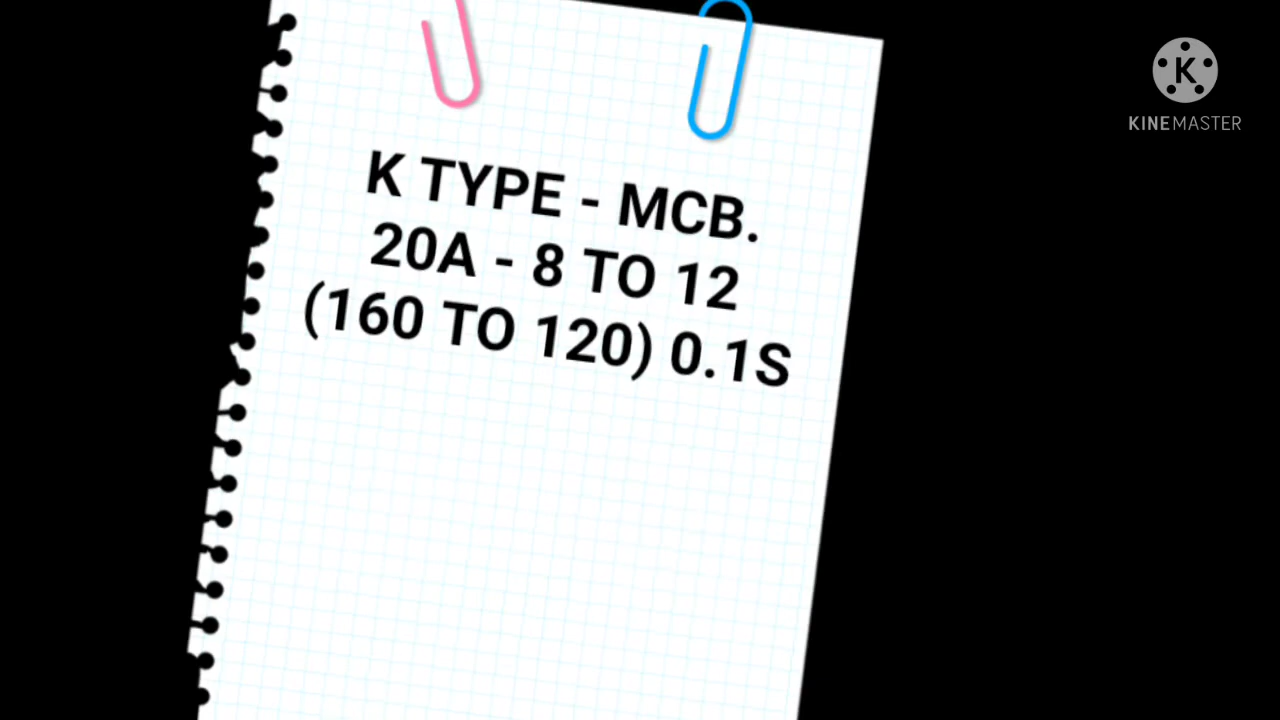 K TYPE - MCB.
20A - 8 TO 12
(160 TO 120) 0.1S
K
KINEMASTER